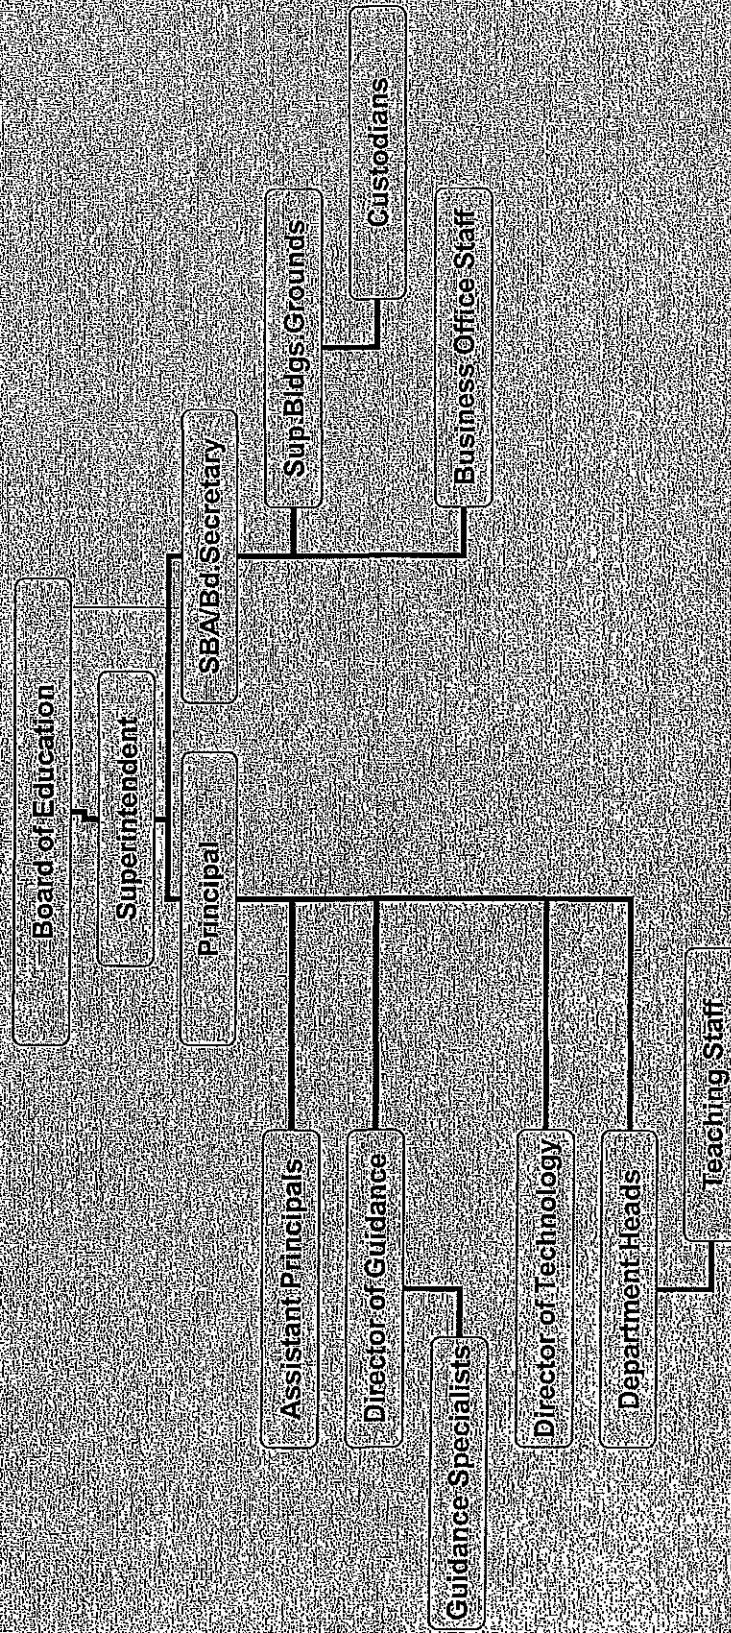 Board of Education
Superintendent
Principal
SBA/Bd.Secretary
Assistant Principals
Sup.Bldgs.Grounds
Director of Guidance
Custodians
Guidance Specialists
Business Office Staff
Director of Technology
Department Heads
Teaching Staff